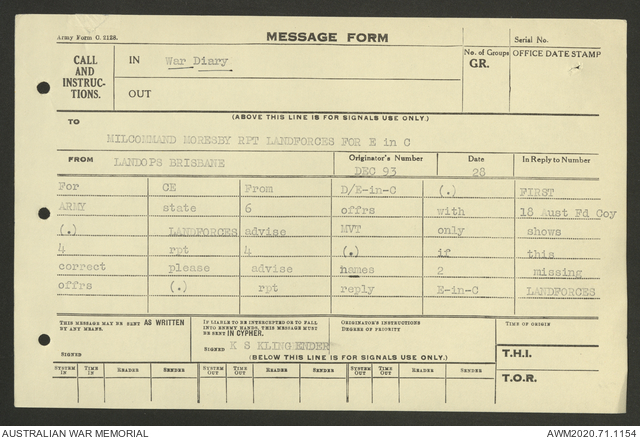 Army Form C. 2128. MESSAGE FORM Serial No.
CALL AND INSTRUC- TIONS. IN War Diary No. of Groups GR. OFFICE DATE STAMP
OUT
(ABOVE THIS LINE IS FOR SIGNALS USE ONLY.)
TO
MILCOMMAND MORESBY RPT LANDFORCES FOR E in C
FROM LANDOPS BRISBANE Originator's Number DEC 93 Date 28 In Reply to Number
For CE From D/E-in-C (.) FIRST
ARMY state 6 offrs with 18 Aust Fd Coy
(.) LANDFORCES advise MVT only shows
4 rpt 4 (.) if this
correct please advise names 2 missing
offrs (.) rpt reply E-in-C LANDFORCES
THIS MESSAGE MAY BE SENT AS WRITTEN BY ANY MEANS. IF LIABLE TO BE INTERCEPTED OR TO FALL INTO ENEMY HANDS, THIS MESSAGE MUST BE SENT IN CYPHER. ORIGINATOR'S INSTRUCTIONS DEGREE OF PRIORITY TIME OF ORIGIN
SIGNED SIGNED K S KLINGENDER
(BELOW THIS LINE IS FOR SIGNALS USE ONLY.) T.H.I.
SYSTEM IN TIME IN READER SENDER SYSTEM OUT TIME OUT READER SENDER SYSTEM OUT TIME OUT READER SENDER T.O.R.
AUSTRALIAN WAR MEMORIAL AWM2020.71.1154